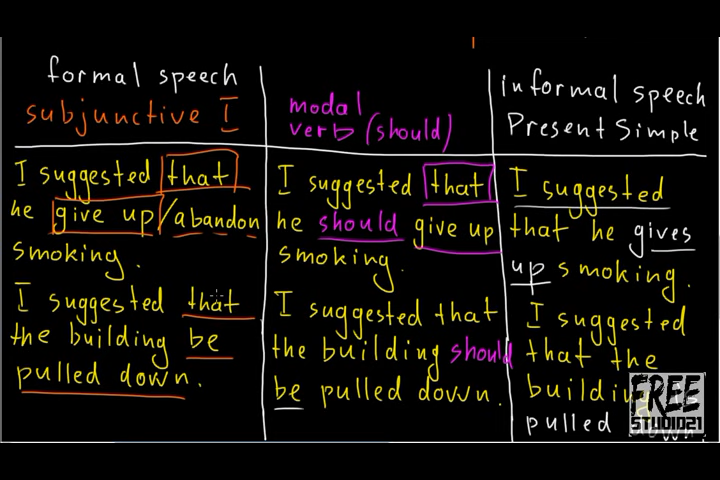 formal speech
subjunctive I
I suggested that
he give up/abandon
smoking.
I suggested that
the building be
pulled down.
modal
verb (should)
I suggested that
he should give up
smoking.
I suggested that
the building should
be pulled down.
informal speech
Present Simple
I suggested
that he gives
up smoking.
I suggested
that the
building
pulled
FREE
STUDIO21